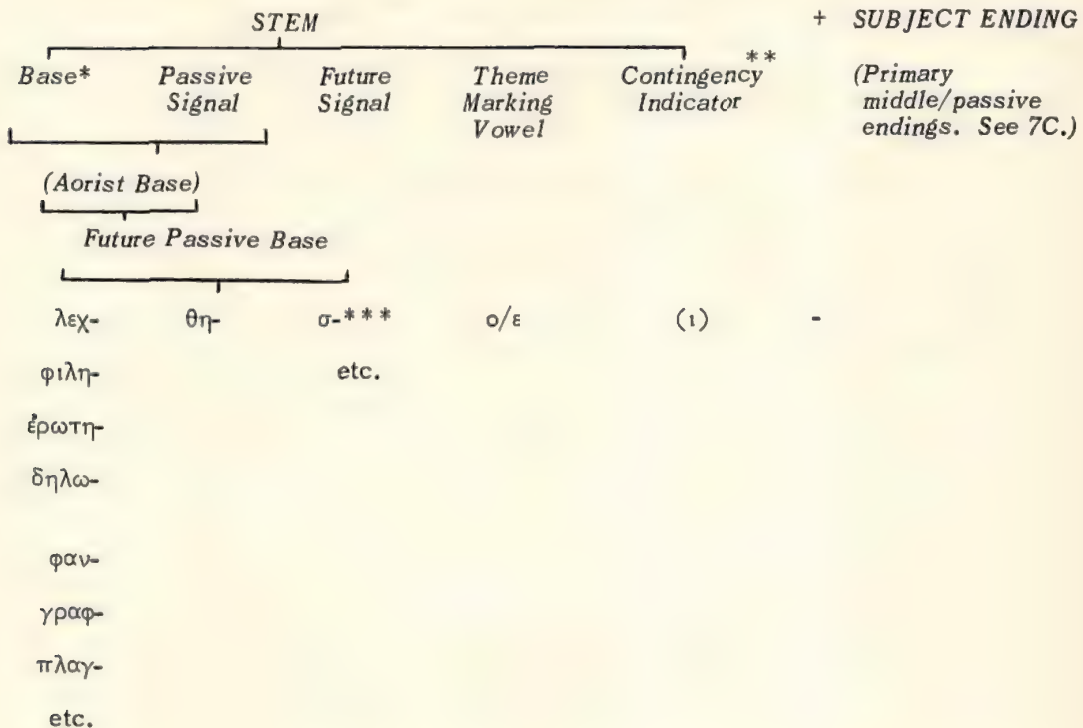 STEM + SUBJECT ENDING
Base* Passive Signal Future Signal Theme Marking Vowel Contingency Indicator** (Primary middle/passive endings. See 7C.)
(Aorist Base)
Future Passive Base
λεχ- θη- σ-*** ο/ε (ι) -
φιλη- etc.
ἐρωτη-
δηλω-
φαν-
γραφ-
πλαγ-
etc.